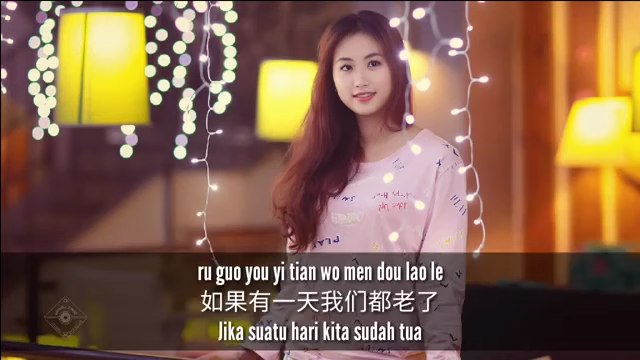 ru guo you yi tian wo men dou lao le
如果有一天我们都老了
Jika suatu hari kita sudah tua